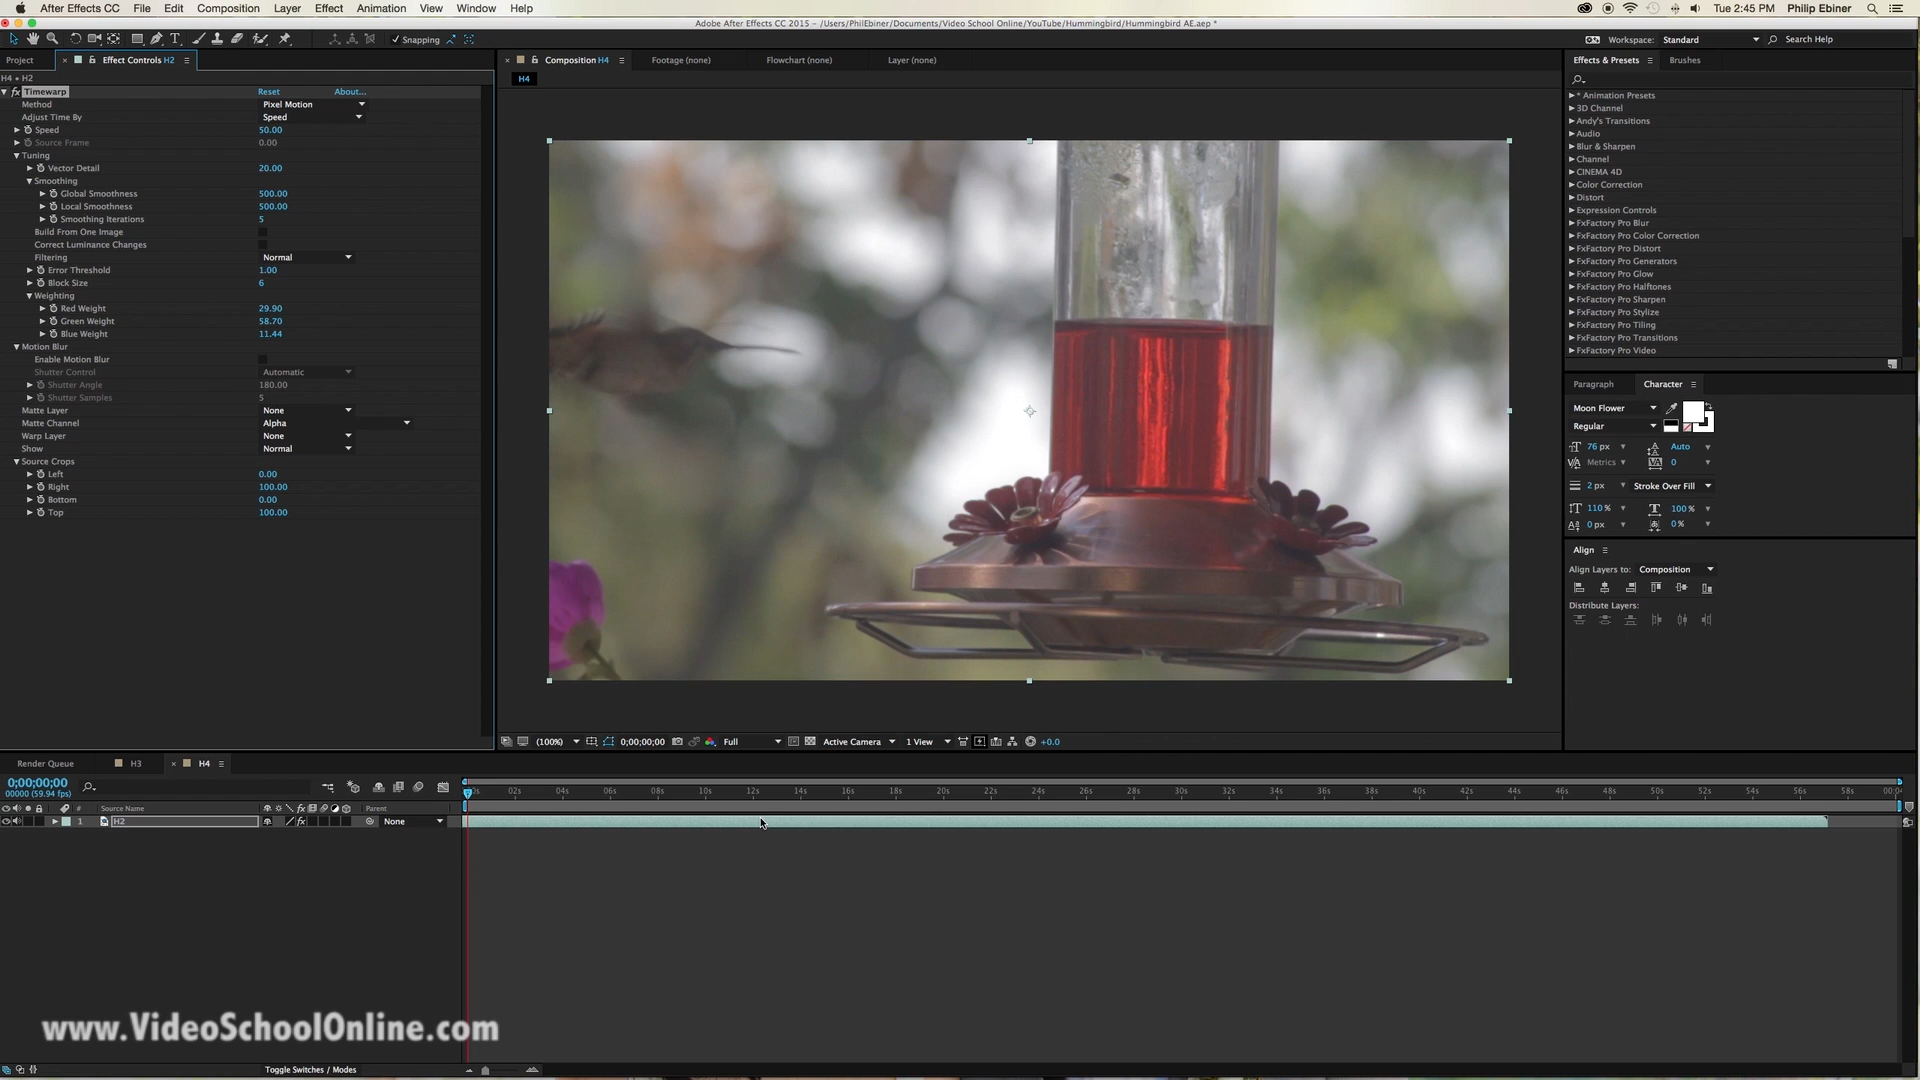 After Effects CC File Edit Composition Layer Effect Animation View Window Help Tue 2:45 PM Philip Ebiner
Adobe After Effects CC 2015 – /Users/PhilEbiner/Documents/Video School Online/YouTube/Hummingbird/Hummingbird AE.aep *
Snapping Workspace: Standard Search Help
Project Effect Controls H2
H4 • H2
fx Timewarp Reset About...
Method Pixel Motion
Adjust Time By Speed
Speed 50.00
Source Frame 0.00
Tuning
Vector Detail 20.00
Smoothing
Global Smoothness 500.00
Local Smoothness 500.00
Smoothing Iterations 5
Build From One Image
Correct Luminance Changes
Filtering Normal
Error Threshold 1.00
Block Size 6
Weighting
Red Weight 29.90
Green Weight 58.70
Blue Weight 11.44
Motion Blur
Enable Motion Blur
Shutter Control Automatic
Shutter Angle 180.00
Shutter Samples 5
Matte Layer None
Matte Channel Alpha
Warp Layer None
Show Normal
Source Crops
Left 0.00
Right 100.00
Bottom 0.00
Top 100.00
Composition H4 Footage (none) Flowchart (none) Layer (none)
H4
(100%) 0;00;00;00 Full Active Camera 1 View +0.0
Effects & Presets Brushes
* Animation Presets
3D Channel
Andy's Transitions
Audio
Blur & Sharpen
Channel
CINEMA 4D
Color Correction
Distort
Expression Controls
FxFactory Pro Blur
FxFactory Pro Color Correction
FxFactory Pro Distort
FxFactory Pro Generators
FxFactory Pro Glow
FxFactory Pro Halftones
FxFactory Pro Sharpen
FxFactory Pro Stylize
FxFactory Pro Tiling
FxFactory Pro Transitions
FxFactory Pro Video
Paragraph Character
Moon Flower
Regular
76 px Auto
Metrics 0
2 px Stroke Over Fill
110 % 100 %
0 px 0 %
Align
Align Layers to: Composition
Distribute Layers:
Render Queue H3 H4
0;00;00;00
00000 (59.94 fps)
02s 04s 06s 08s 10s 12s 14s 16s 18s 20s 22s 24s 26s 28s 30s 32s 34s 36s 38s 40s 42s 44s 46s 48s 50s 52s 54s 56s
# Source Name Parent
1 H2 fx None
www.VideoSchoolOnline.com
Toggle Switches / Modes